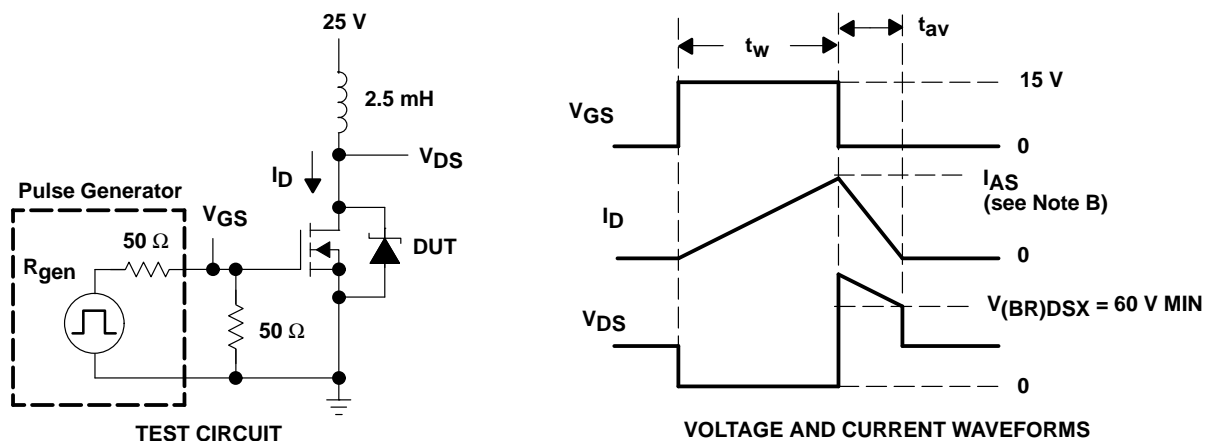 25 V
2.5 mH
VDS
ID
Pulse Generator
VGS
50 Ω
Rgen
DUT
50 Ω
TEST CIRCUIT
tw
tav
15 V
VGS
0
IAS
(see Note B)
ID
0
V(BR)DSX = 60 V MIN
VDS
0
VOLTAGE AND CURRENT WAVEFORMS